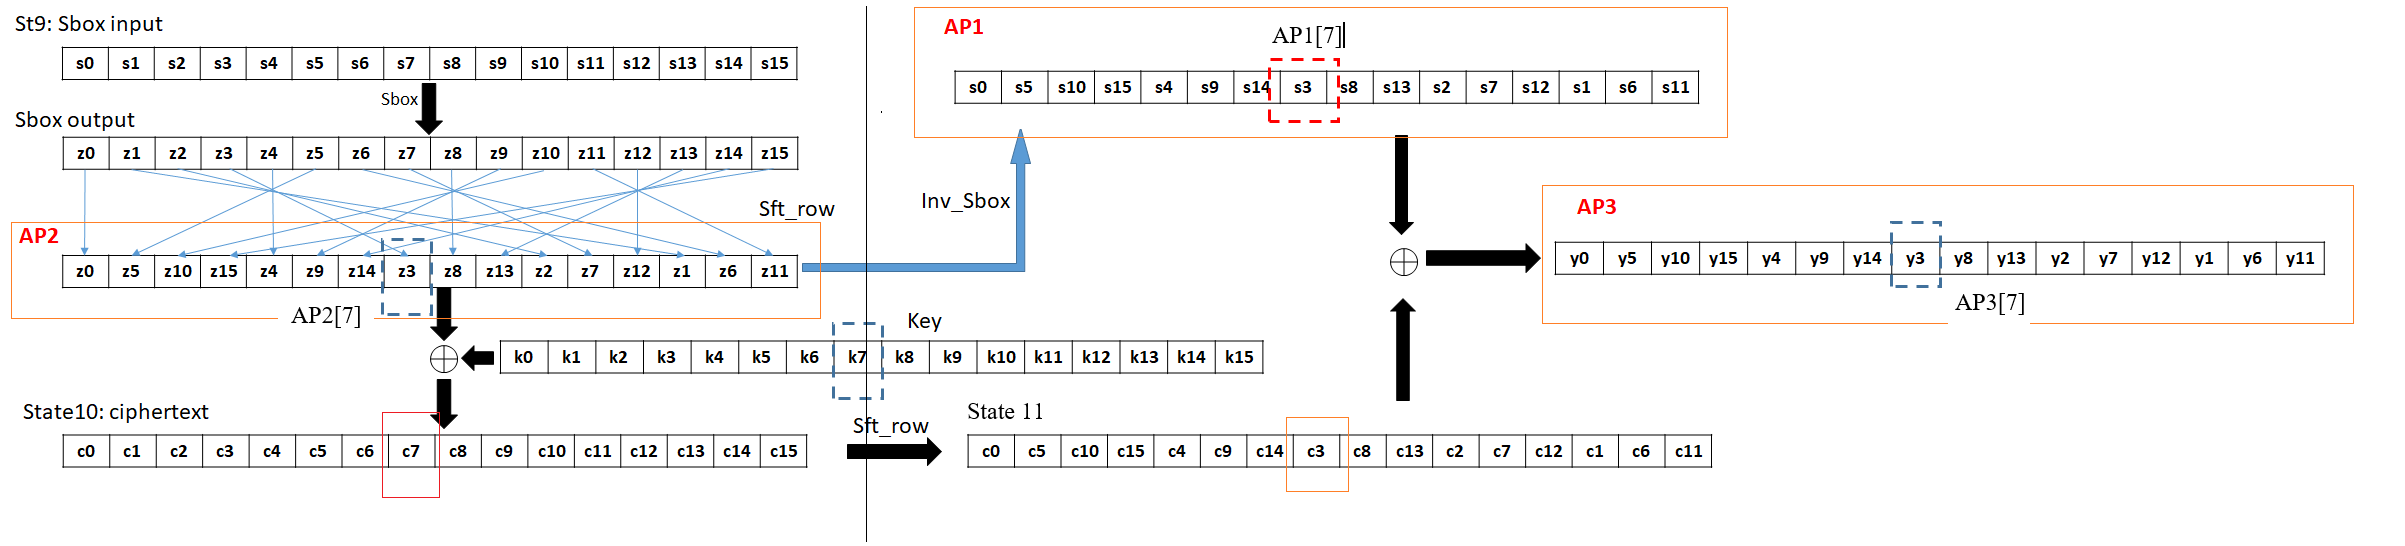 St9: Sbox input
s0 s1 s2 s3 s4 s5 s6 s7 s8 s9 s10 s11 s12 s13 s14 s15
Sbox
Sbox output
z0 z1 z2 z3 z4 z5 z6 z7 z8 z9 z10 z11 z12 z13 z14 z15
Sft_row
AP2
z0 z5 z10 z15 z4 z9 z14 z3 z8 z13 z2 z7 z12 z1 z6 z11
AP2[7]
Key
k0 k1 k2 k3 k4 k5 k6 k7 k8 k9 k10 k11 k12 k13 k14 k15
State10: ciphertext
c0 c1 c2 c3 c4 c5 c6 c7 c8 c9 c10 c11 c12 c13 c14 c15
Sft_row
AP1
AP1[7]
s0 s5 s10 s15 s4 s9 s14 s3 s8 s13 s2 s7 s12 s1 s6 s11
Inv_Sbox
AP3
y0 y5 y10 y15 y4 y9 y14 y3 y8 y13 y2 y7 y12 y1 y6 y11
AP3[7]
State 11
c0 c5 c10 c15 c4 c9 c14 c3 c8 c13 c2 c7 c12 c1 c6 c11